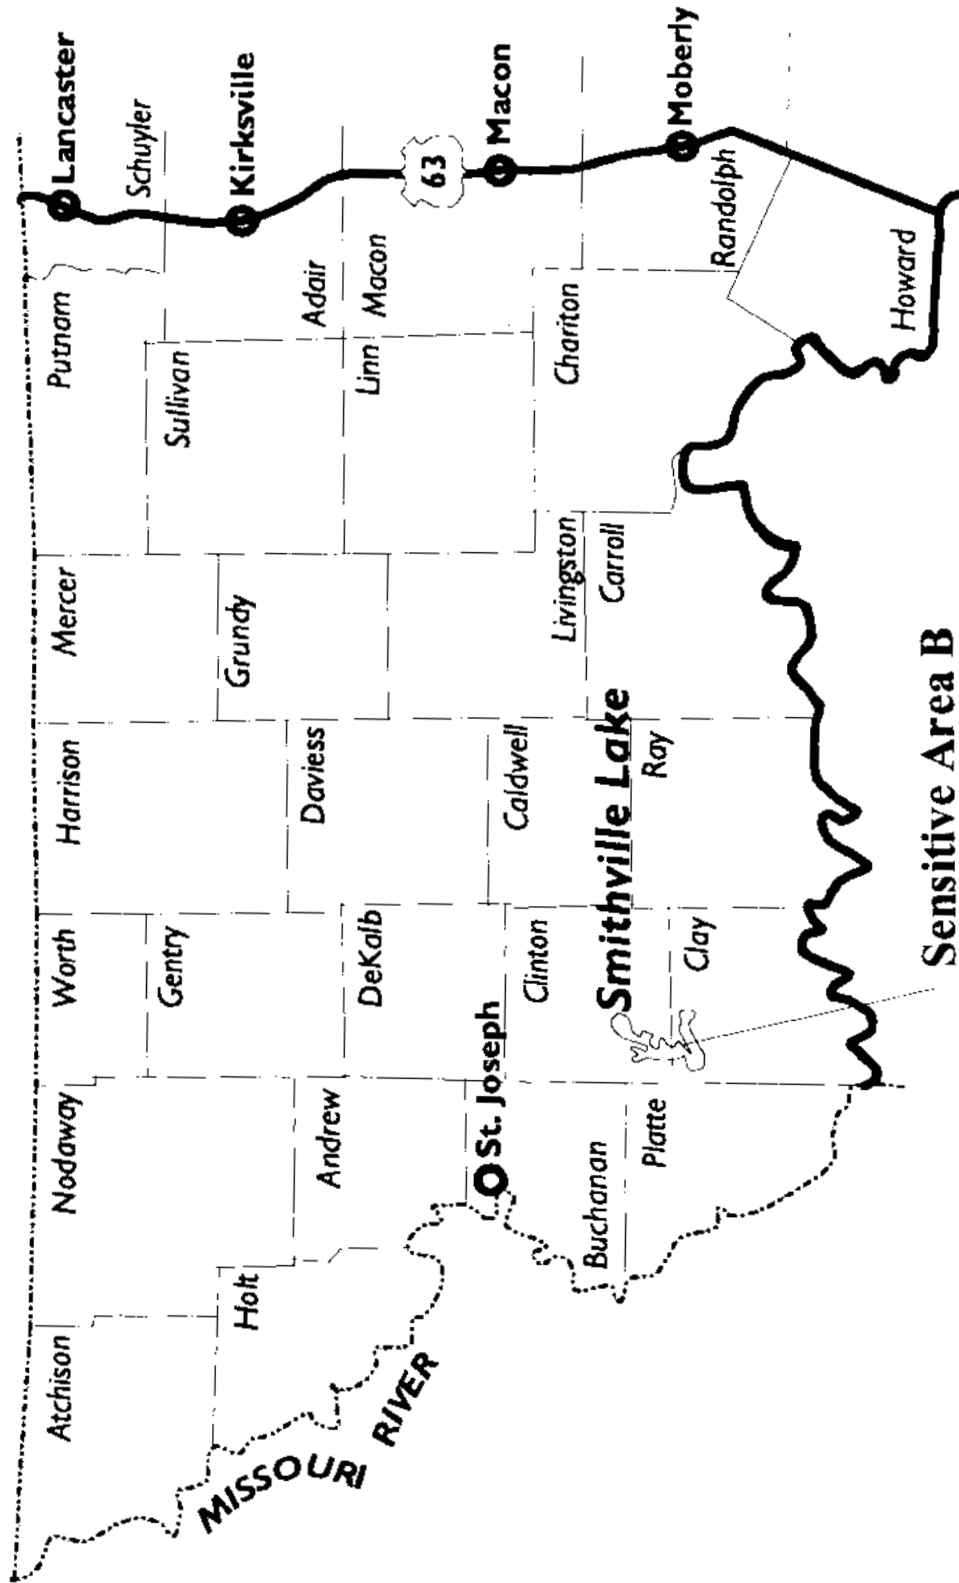 Lancaster
Schuyler
Kirksville
63
Macon
Moberly
Atchison
Nodaway
Worth
Harrison
Mercer
Putnam
Holt
Gentry
Grundy
Sullivan
Adair
Andrew
DeKalb
Daviess
Linn
Macon
MISSOURI
RIVER
St. Joseph
Clinton
Caldwell
Livingston
Chariton
Buchanan
Smithville Lake
Carroll
Platte
Clay
Ray
Randolph
Howard
Sensitive Area B